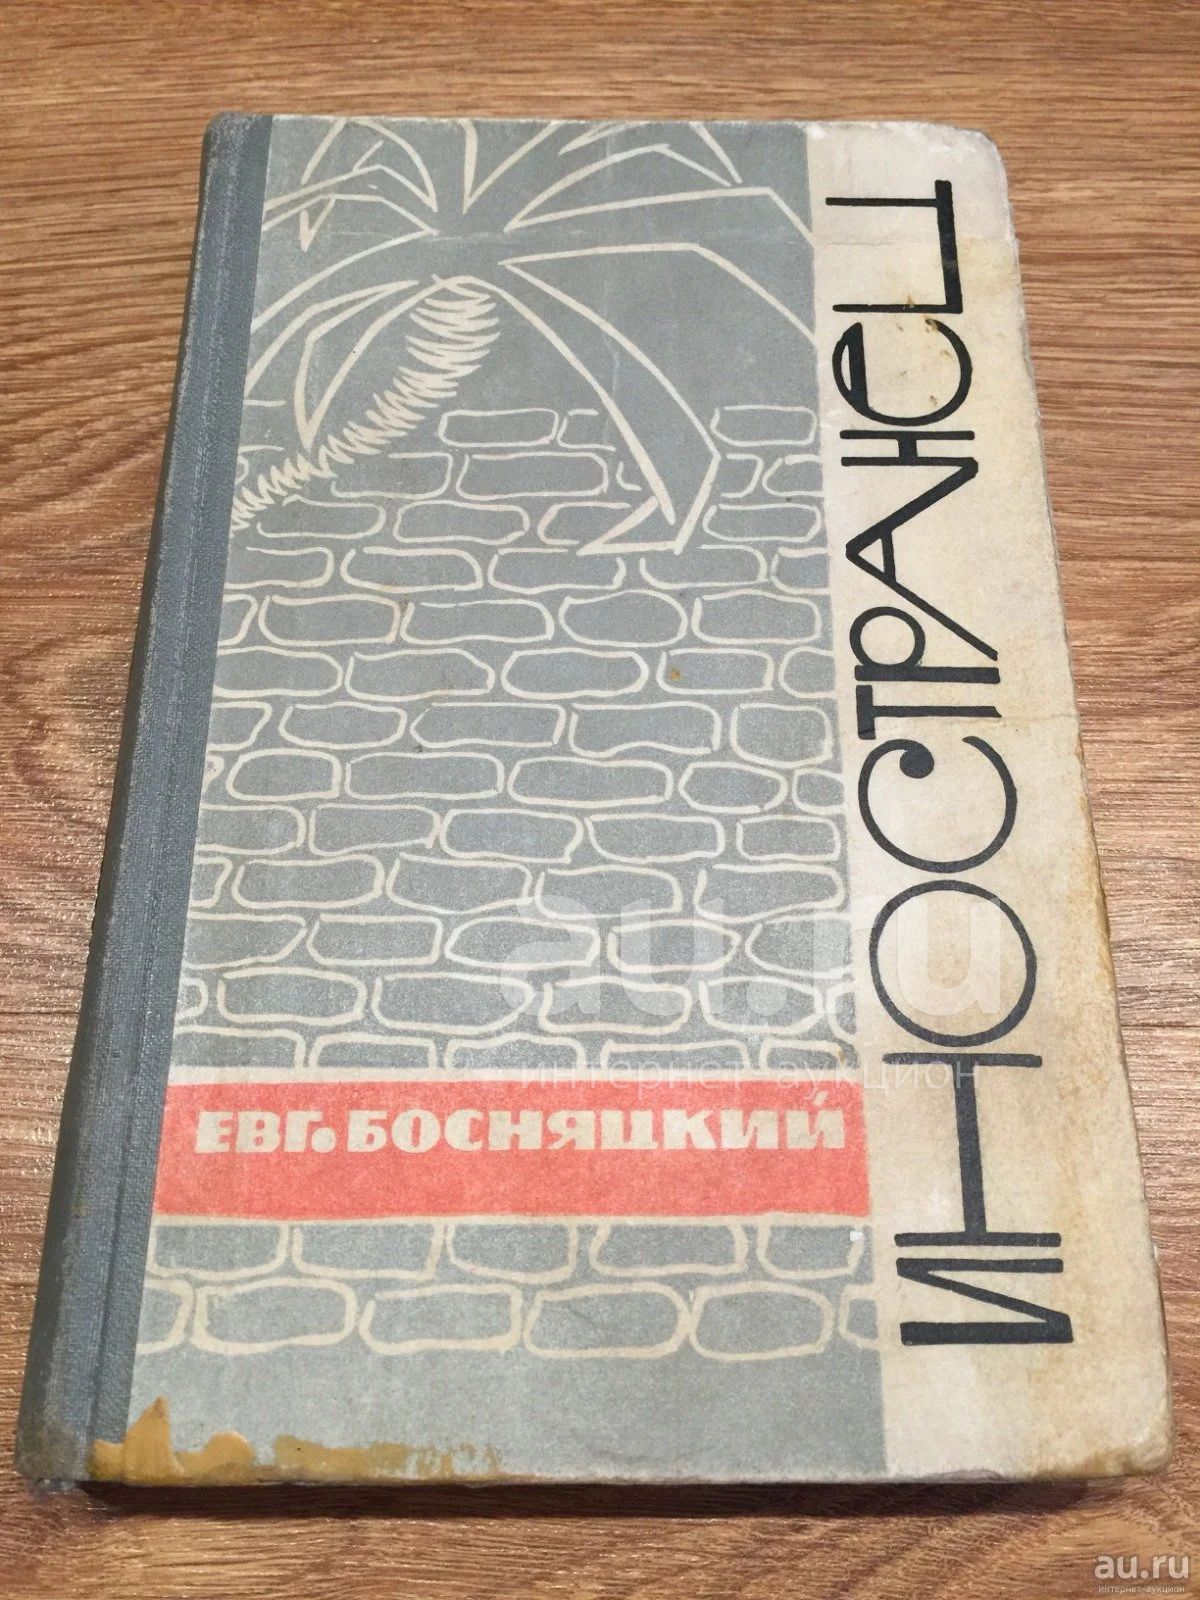 ИНОСТРАНЕЦ
ЕВГ. БОСНЯЦКИЙ
au.ru
интернет-аукцион
au.ru
интернет-аукцион